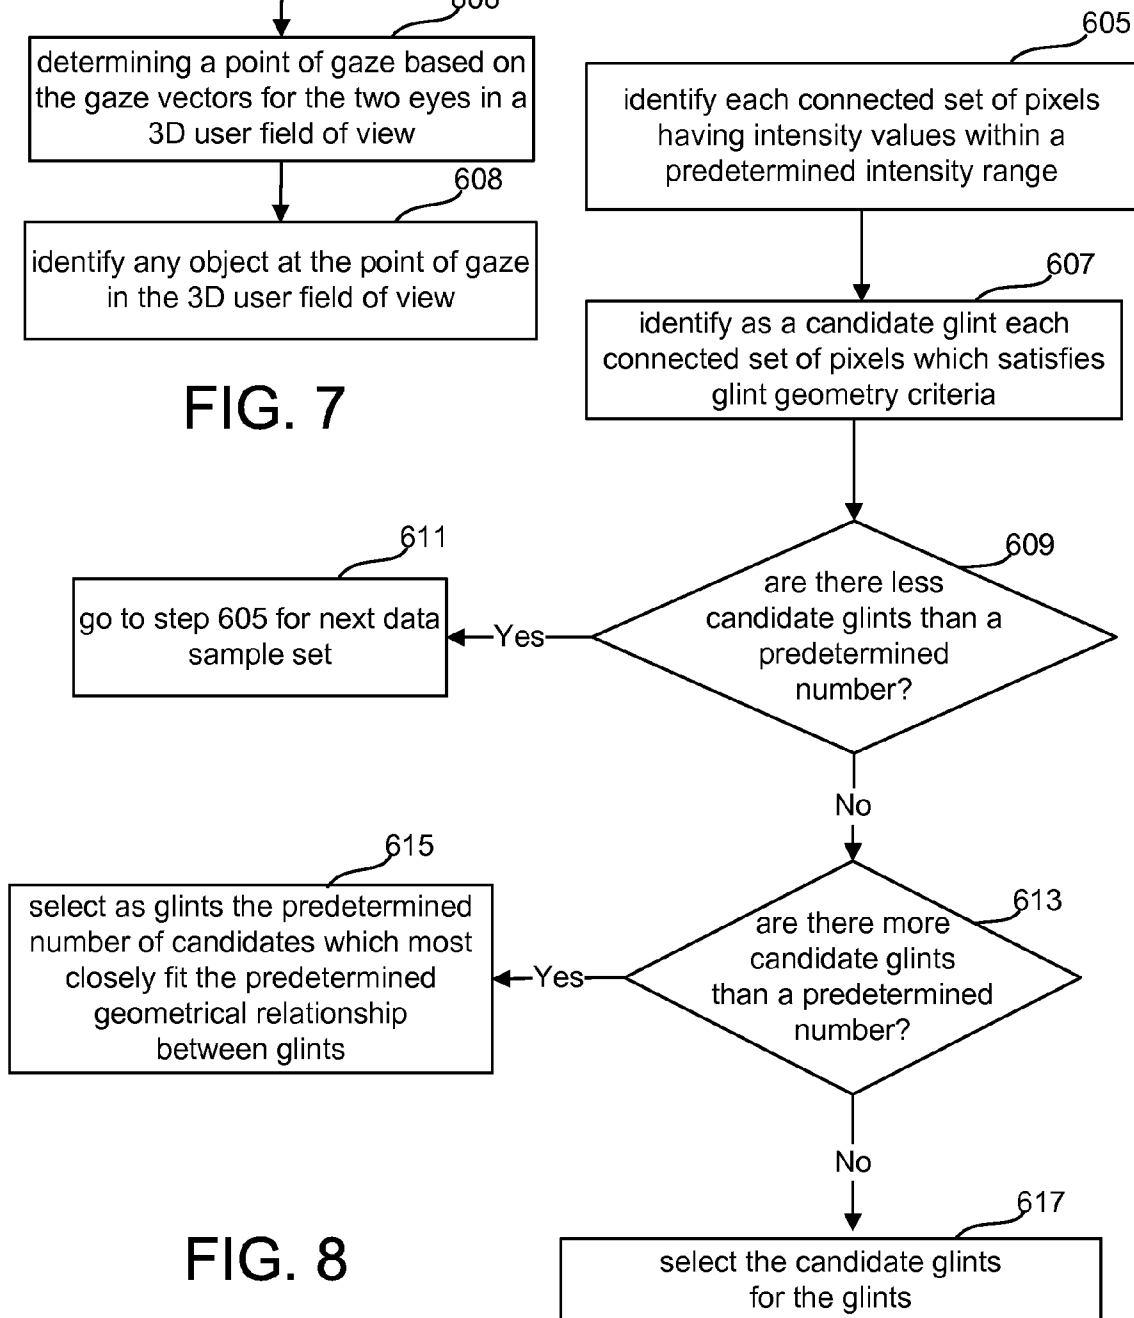 determining a point of gaze based on
the gaze vectors for the two eyes in a
3D user field of view
608
identify any object at the point of gaze
in the 3D user field of view
FIG. 7
605
identify each connected set of pixels
having intensity values within a
predetermined intensity range
607
identify as a candidate glint each
connected set of pixels which satisfies
glint geometry criteria
609
are there less
candidate glints than a
predetermined
number?
Yes
611
go to step 605 for next data
sample set
No
613
are there more
candidate glints
than a predetermined
number?
Yes
615
select as glints the predetermined
number of candidates which most
closely fit the predetermined
geometrical relationship
between glints
No
617
select the candidate glints
for the glints
FIG. 8